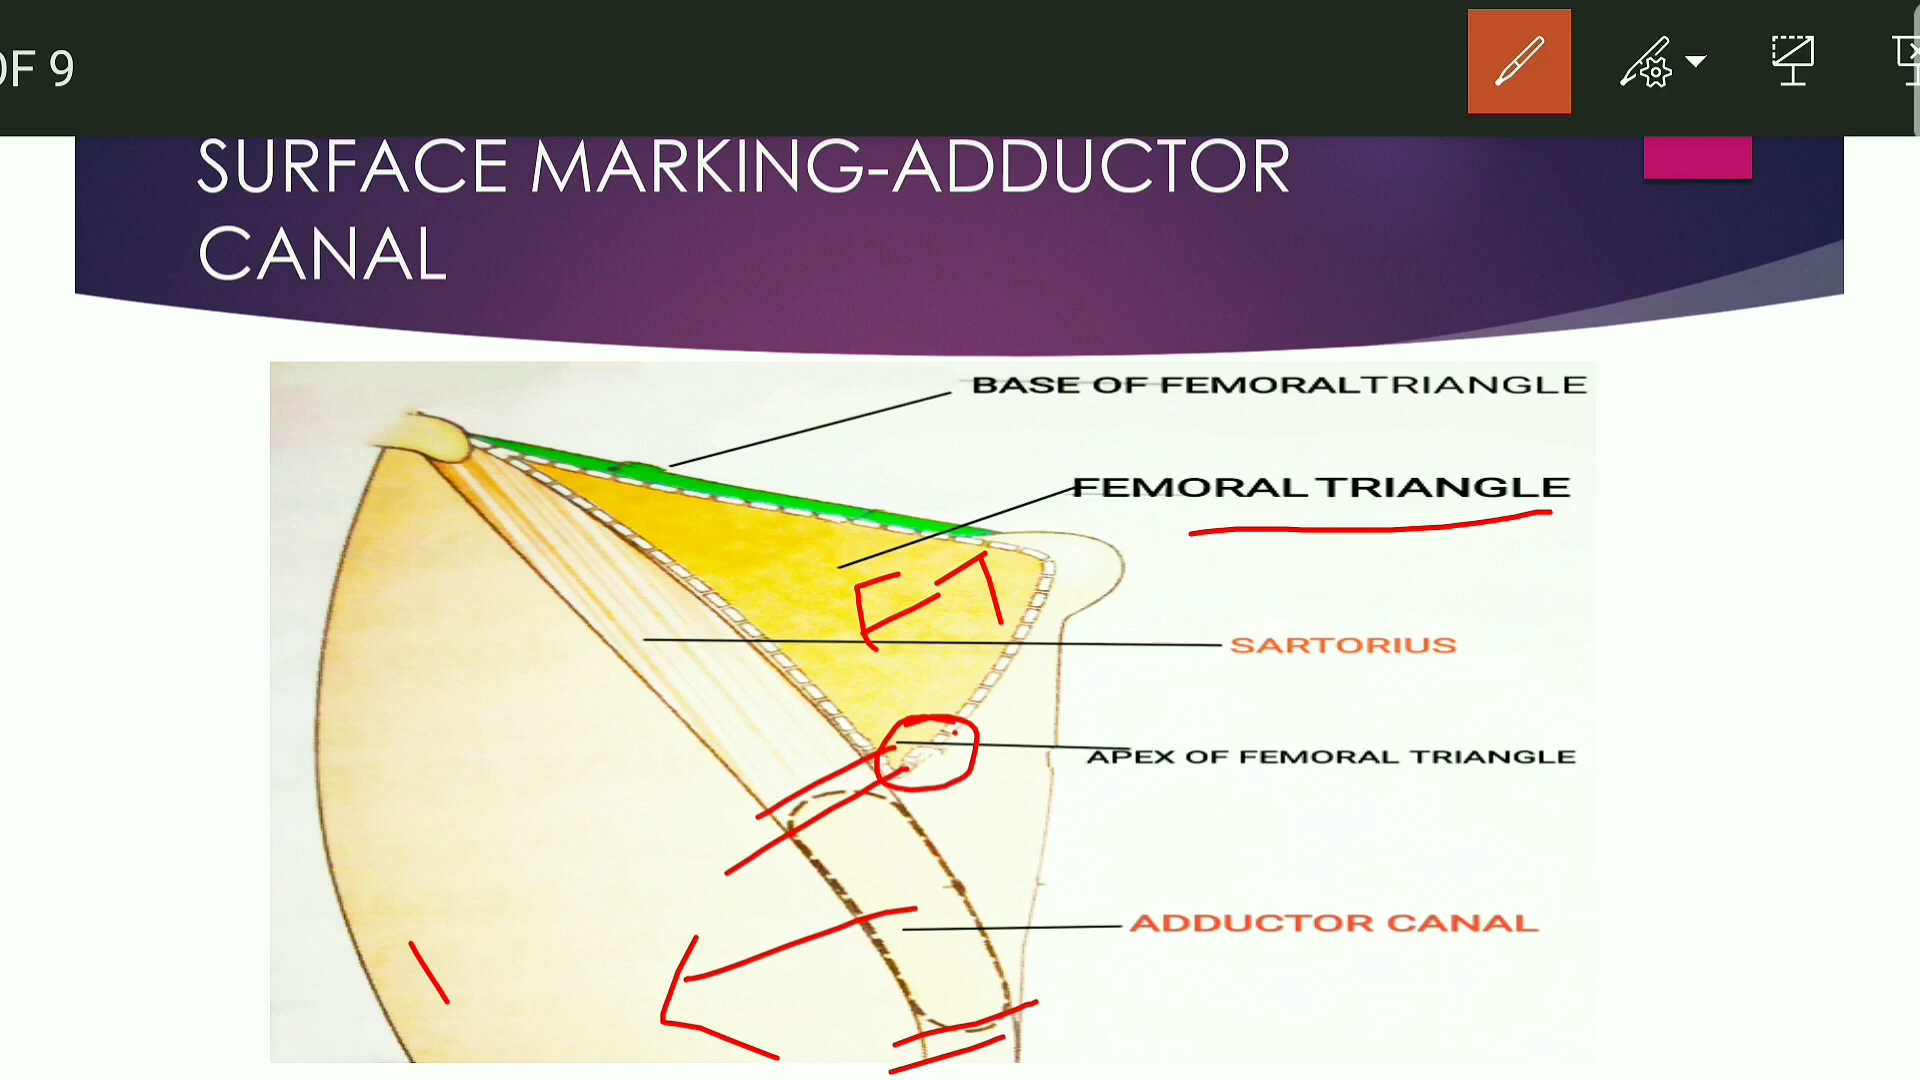 OF 9
SURFACE MARKING-ADDUCTOR
CANAL
BASE OF FEMORALTRIANGLE
FEMORAL TRIANGLE
F T
SARTORIUS
APEX OF FEMORAL TRIANGLE
ADDUCTOR CANAL